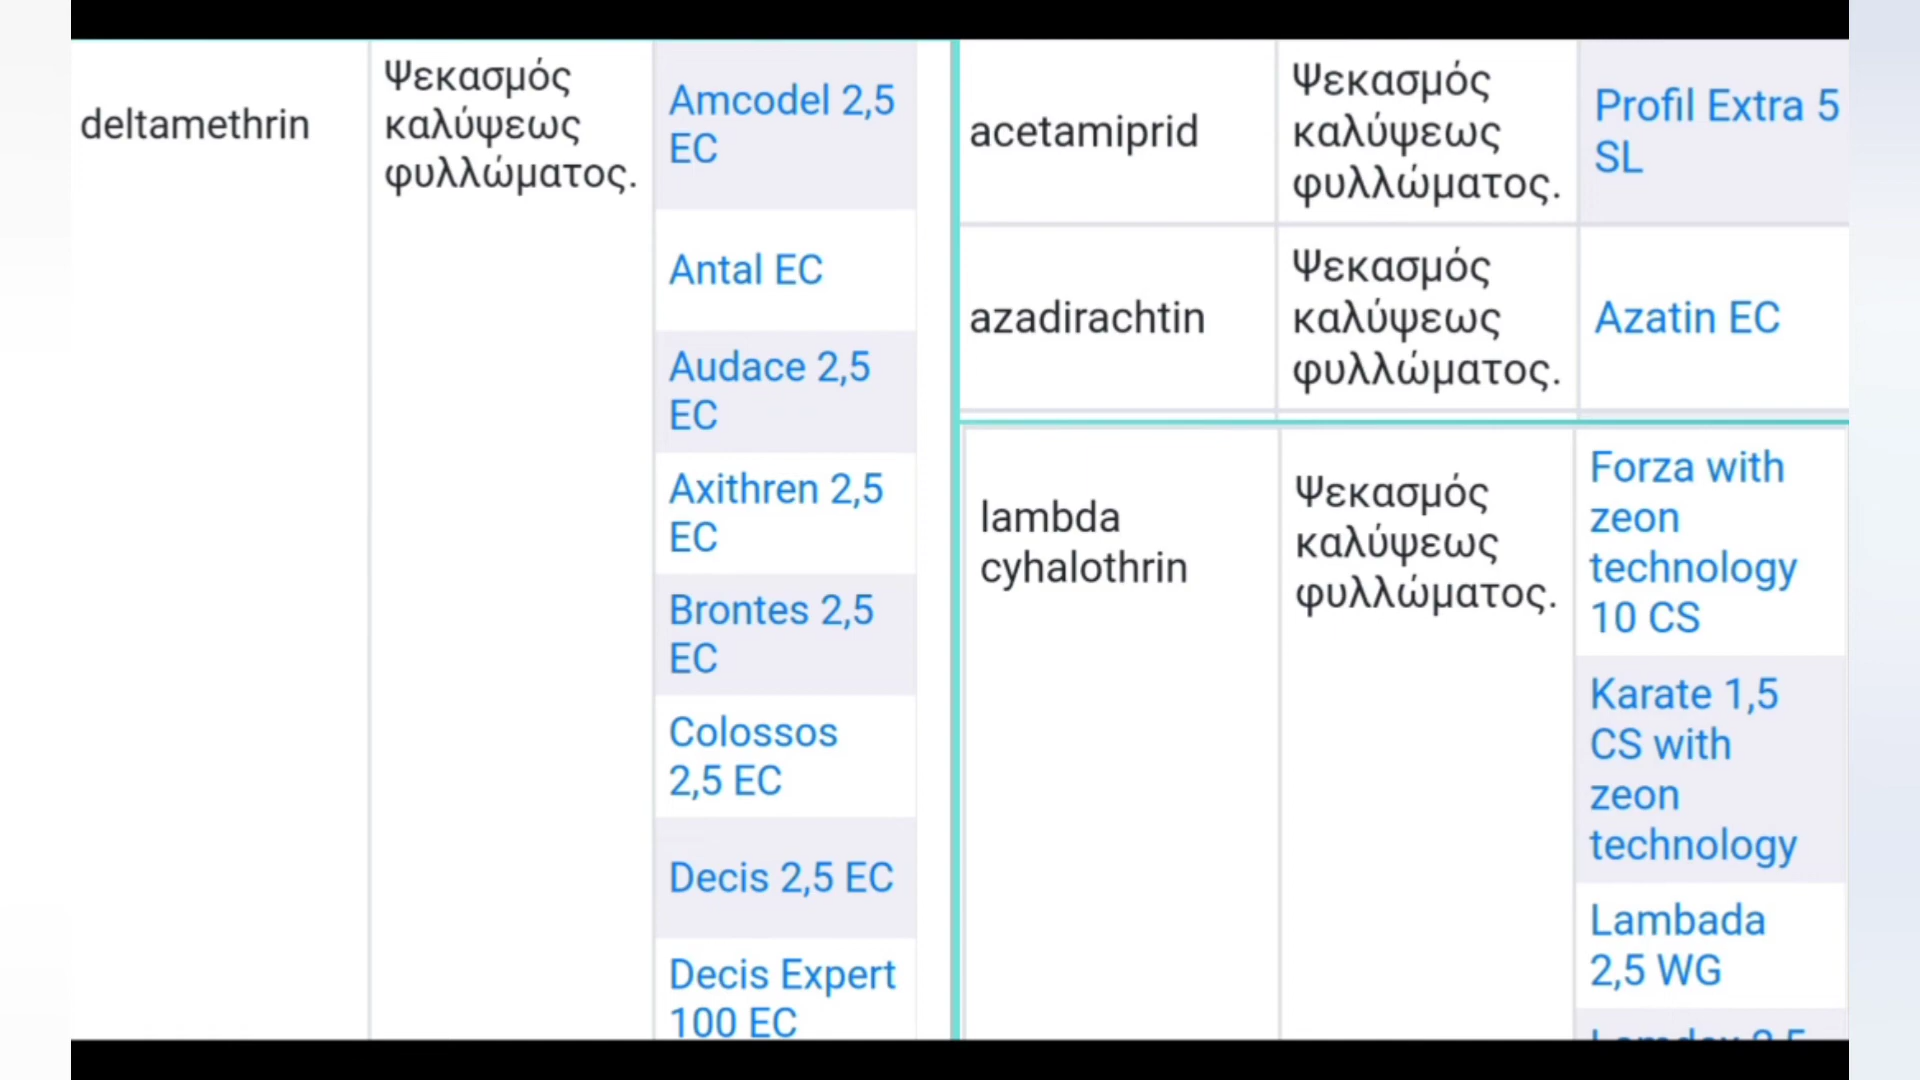 deltamethrin
Ψεκασμός
καλύψεως
φυλλώματος.
Amcodel 2,5
EC
Antal EC
Audace 2,5
EC
Axithren 2,5
EC
Brontes 2,5
EC
Colossos
2,5 EC
Decis 2,5 EC
Decis Expert
100 EC
acetamiprid
Ψεκασμός
καλύψεως
φυλλώματος.
Profil Extra 5
SL
azadirachtin
Ψεκασμός
καλύψεως
φυλλώματος.
Azatin EC
lambda
cyhalothrin
Ψεκασμός
καλύψεως
φυλλώματος.
Forza with
zeon
technology
10 CS
Karate 1,5
CS with
zeon
technology
Lambada
2,5 WG